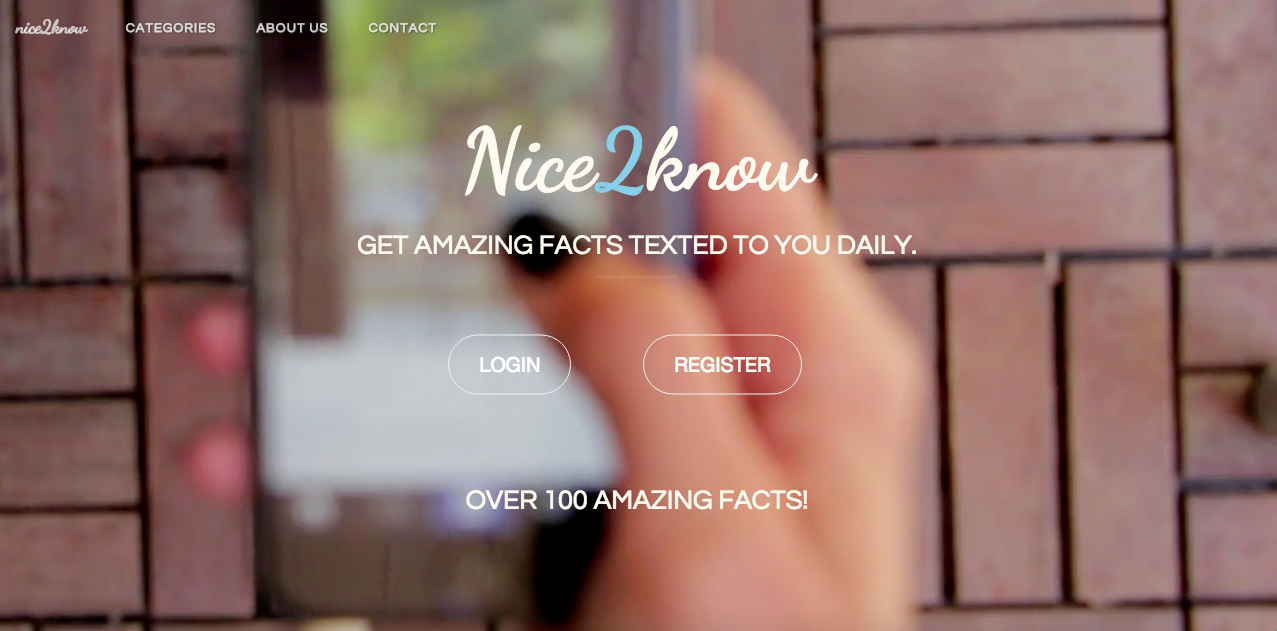 nice2know CATEGORIES ABOUT US CONTACT
Nice2know
GET AMAZING FACTS TEXTED TO YOU DAILY.
LOGIN REGISTER
OVER 100 AMAZING FACTS!